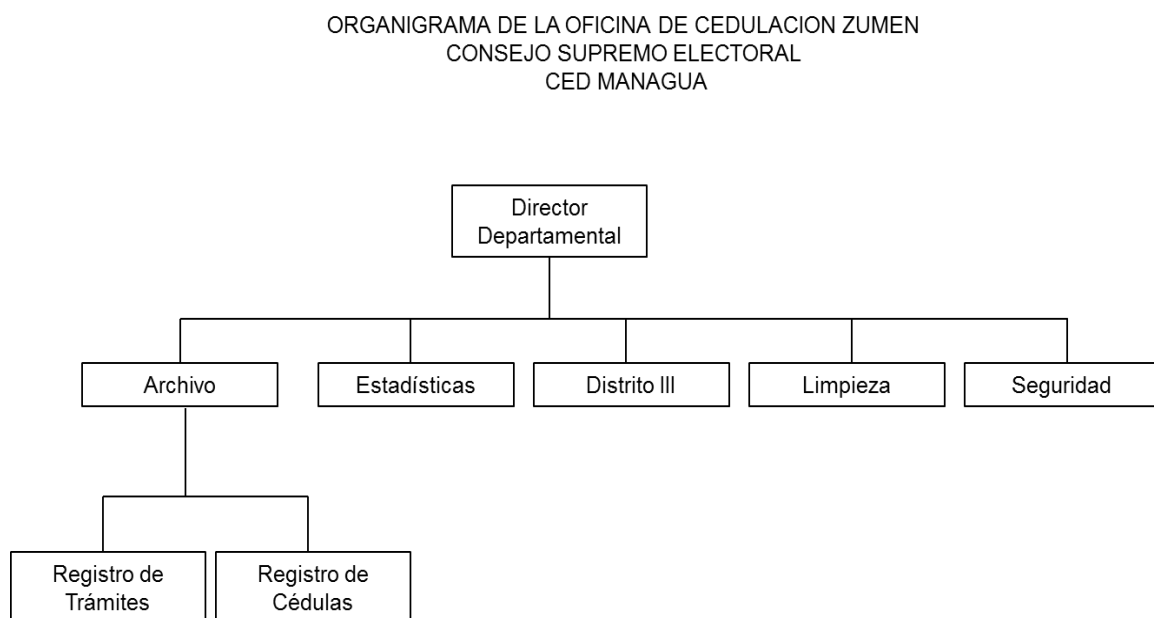 ORGANIGRAMA DE LA OFICINA DE CEDULACION ZUMEN
CONSEJO SUPREMO ELECTORAL
CED MANAGUA
Director
Departamental
Archivo
Estadísticas
Distrito III
Limpieza
Seguridad
Registro de
Trámites
Registro de
Cédulas